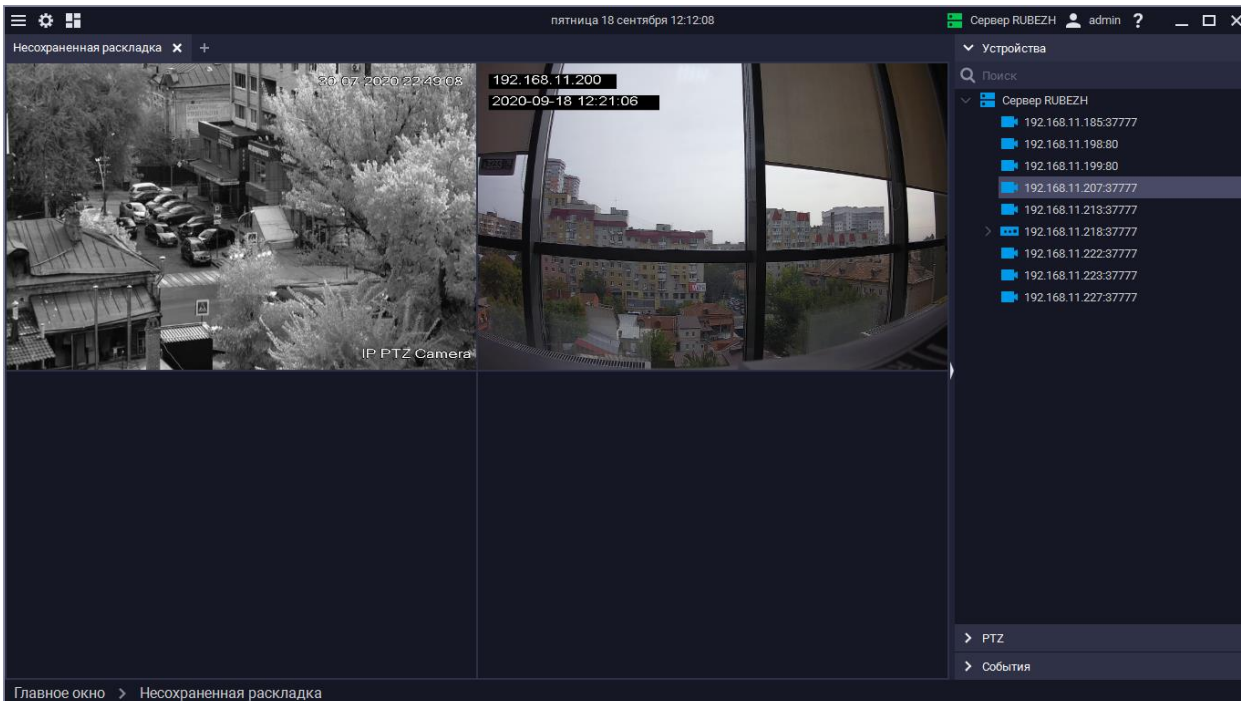 пятница 18 сентября 12:12:08
Сервер RUBEZH admin ?
Несохраненная раскладка × +
Устройства
Поиск
Сервер RUBEZH
192.168.11.185:37777
192.168.11.198:80
192.168.11.199:80
192.168.11.207:37777
192.168.11.213:37777
192.168.11.218:37777
192.168.11.222:37777
192.168.11.223:37777
192.168.11.227:37777
PTZ
События
30-07-2020 22:49:08
IP PTZ Camera
192.168.11.200
2020-09-18 12:21:06
Главное окно > Несохраненная раскладка